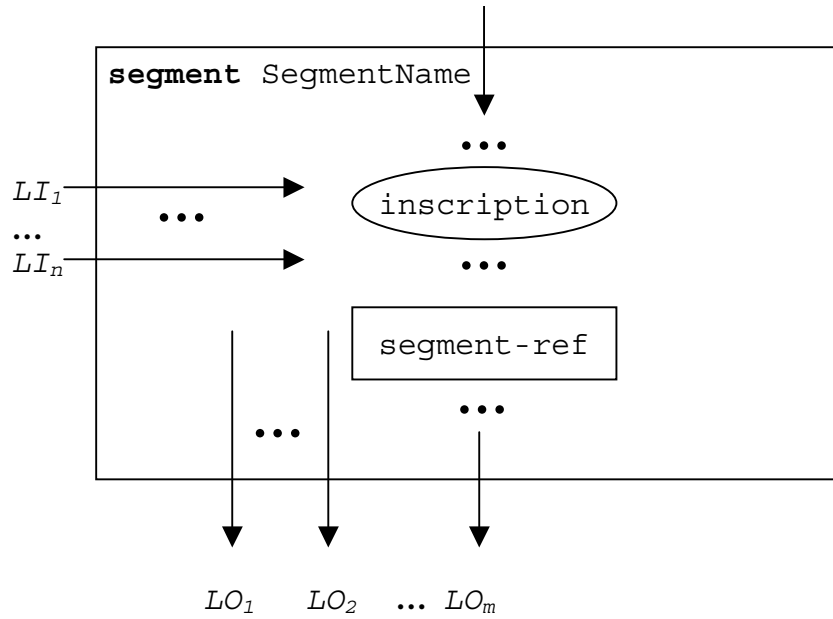 segment SegmentName
...
LI₁
inscription
...
...
LIₙ
...
segment-ref
...
...
LO₁ LO₂ ... LOₘ